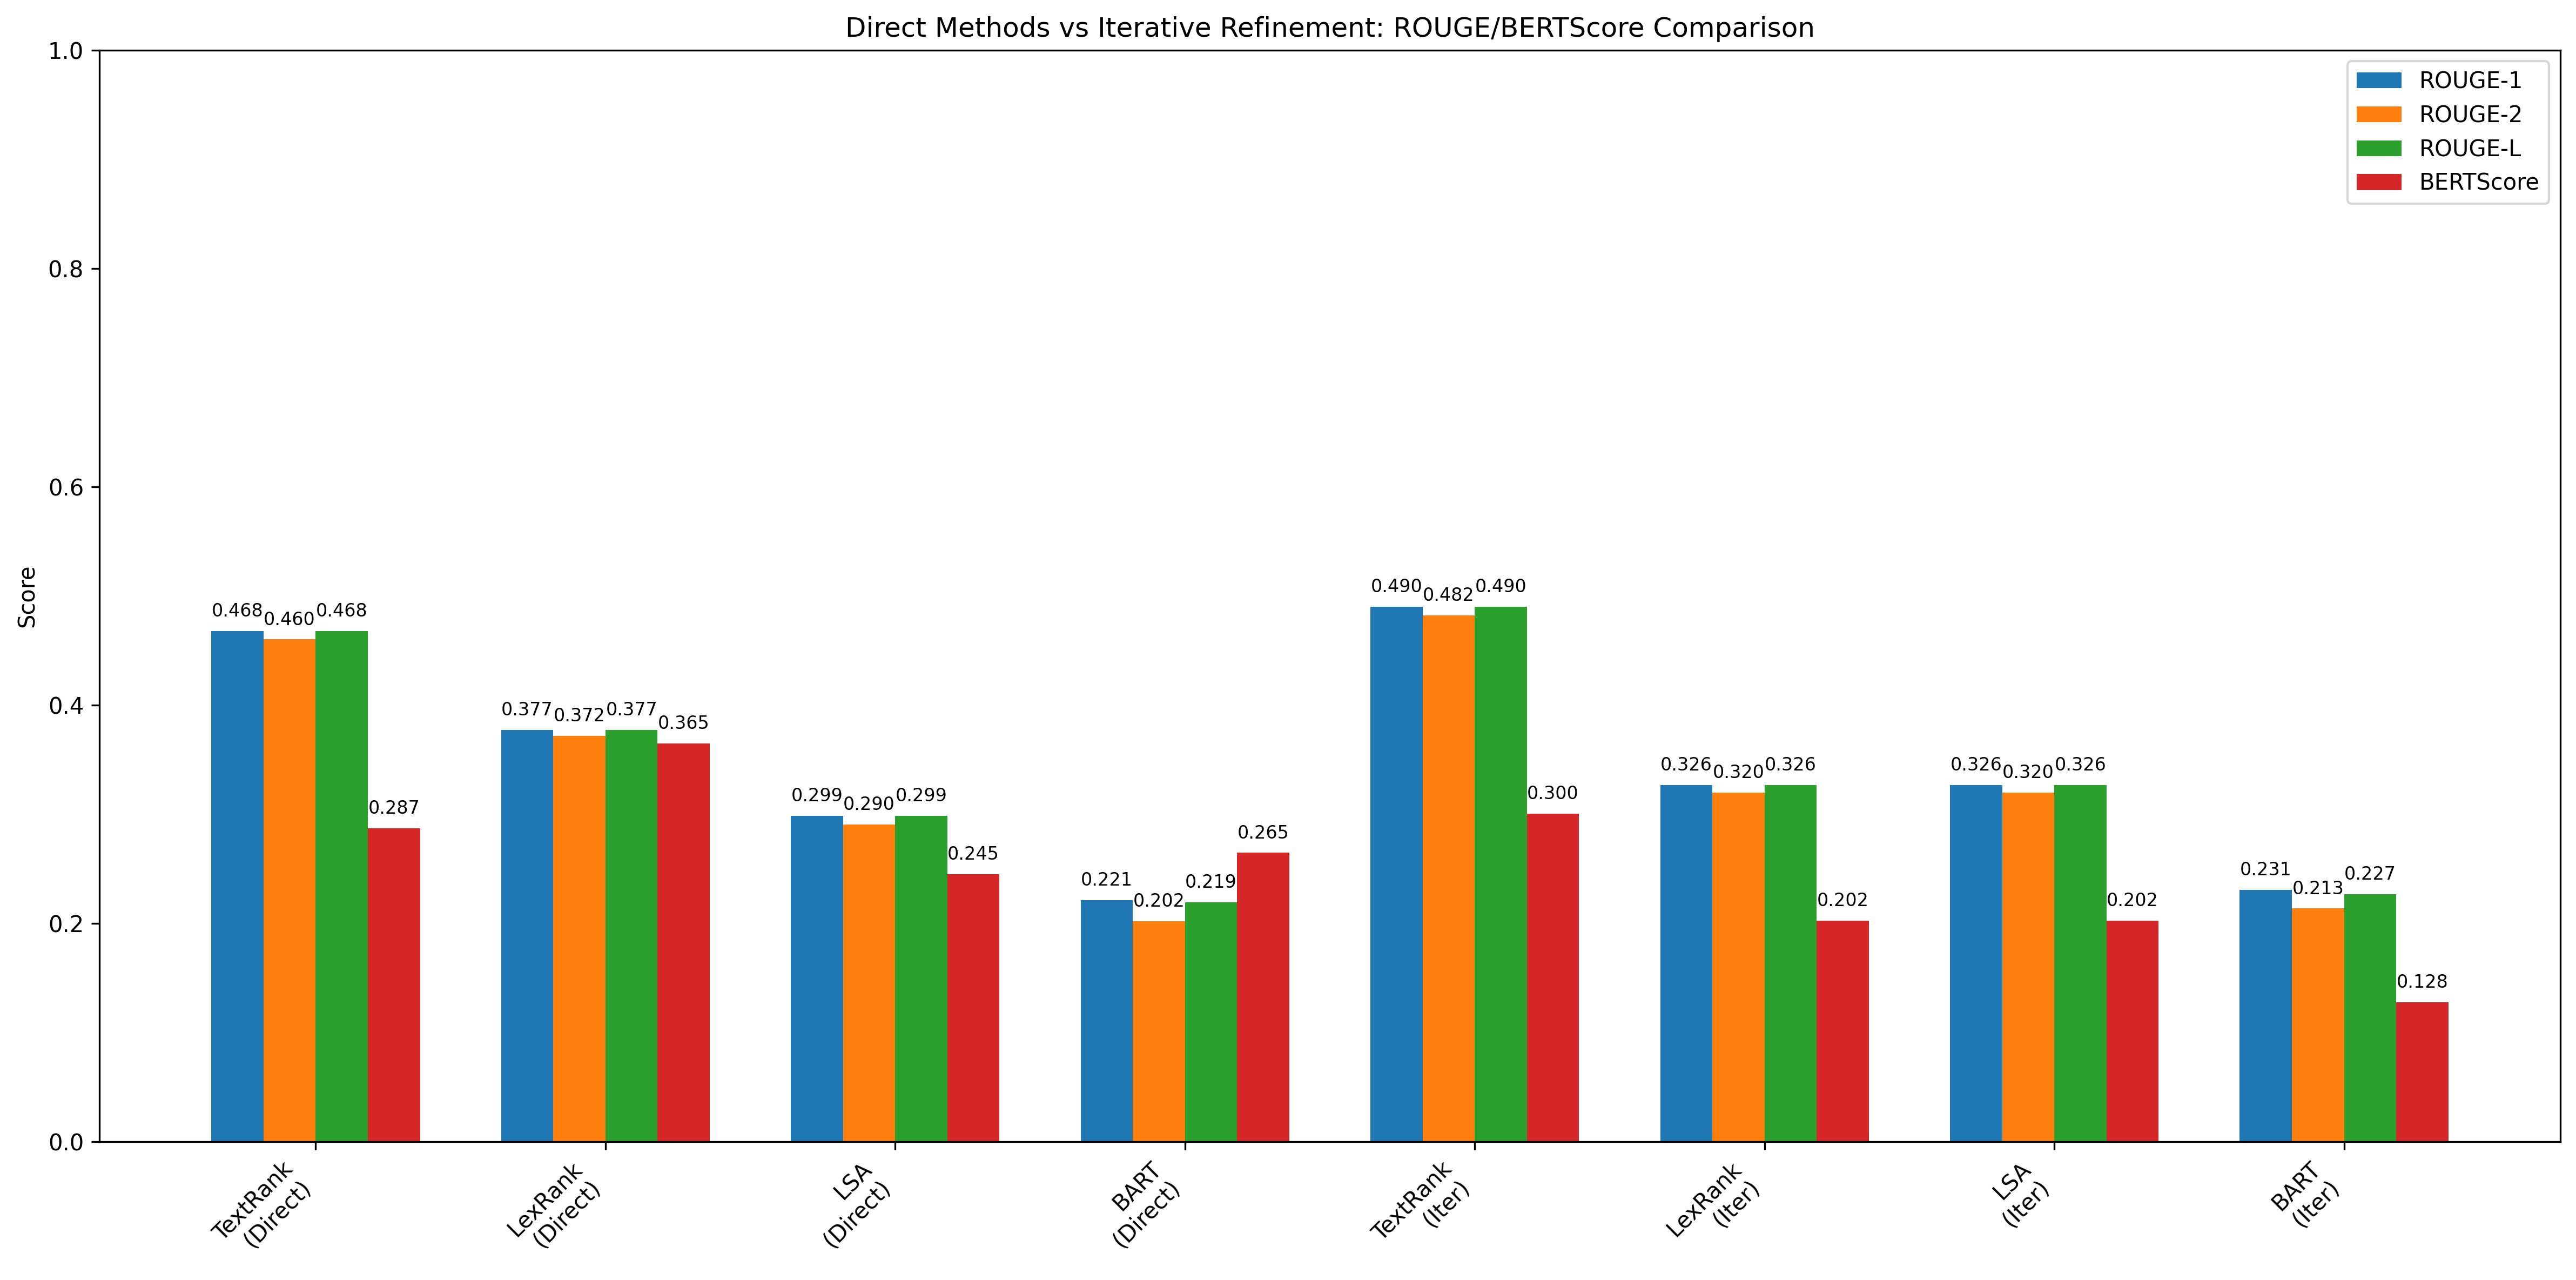 Direct Methods vs Iterative Refinement: ROUGE/BERTScore Comparison
1.0
0.8
0.6
0.4
0.2
0.0
Score
ROUGE-1
ROUGE-2
ROUGE-L
BERTScore
0.468
0.460
0.468
0.287
0.377
0.372
0.377
0.365
0.299
0.290
0.299
0.245
0.221
0.202
0.219
0.265
0.490
0.482
0.490
0.300
0.326
0.320
0.326
0.202
0.326
0.320
0.326
0.202
0.231
0.213
0.227
0.128
TextRank
(Direct)
LexRank
(Direct)
LSA
(Direct)
BART
(Direct)
TextRank
(Iter)
LexRank
(Iter)
LSA
(Iter)
BART
(Iter)